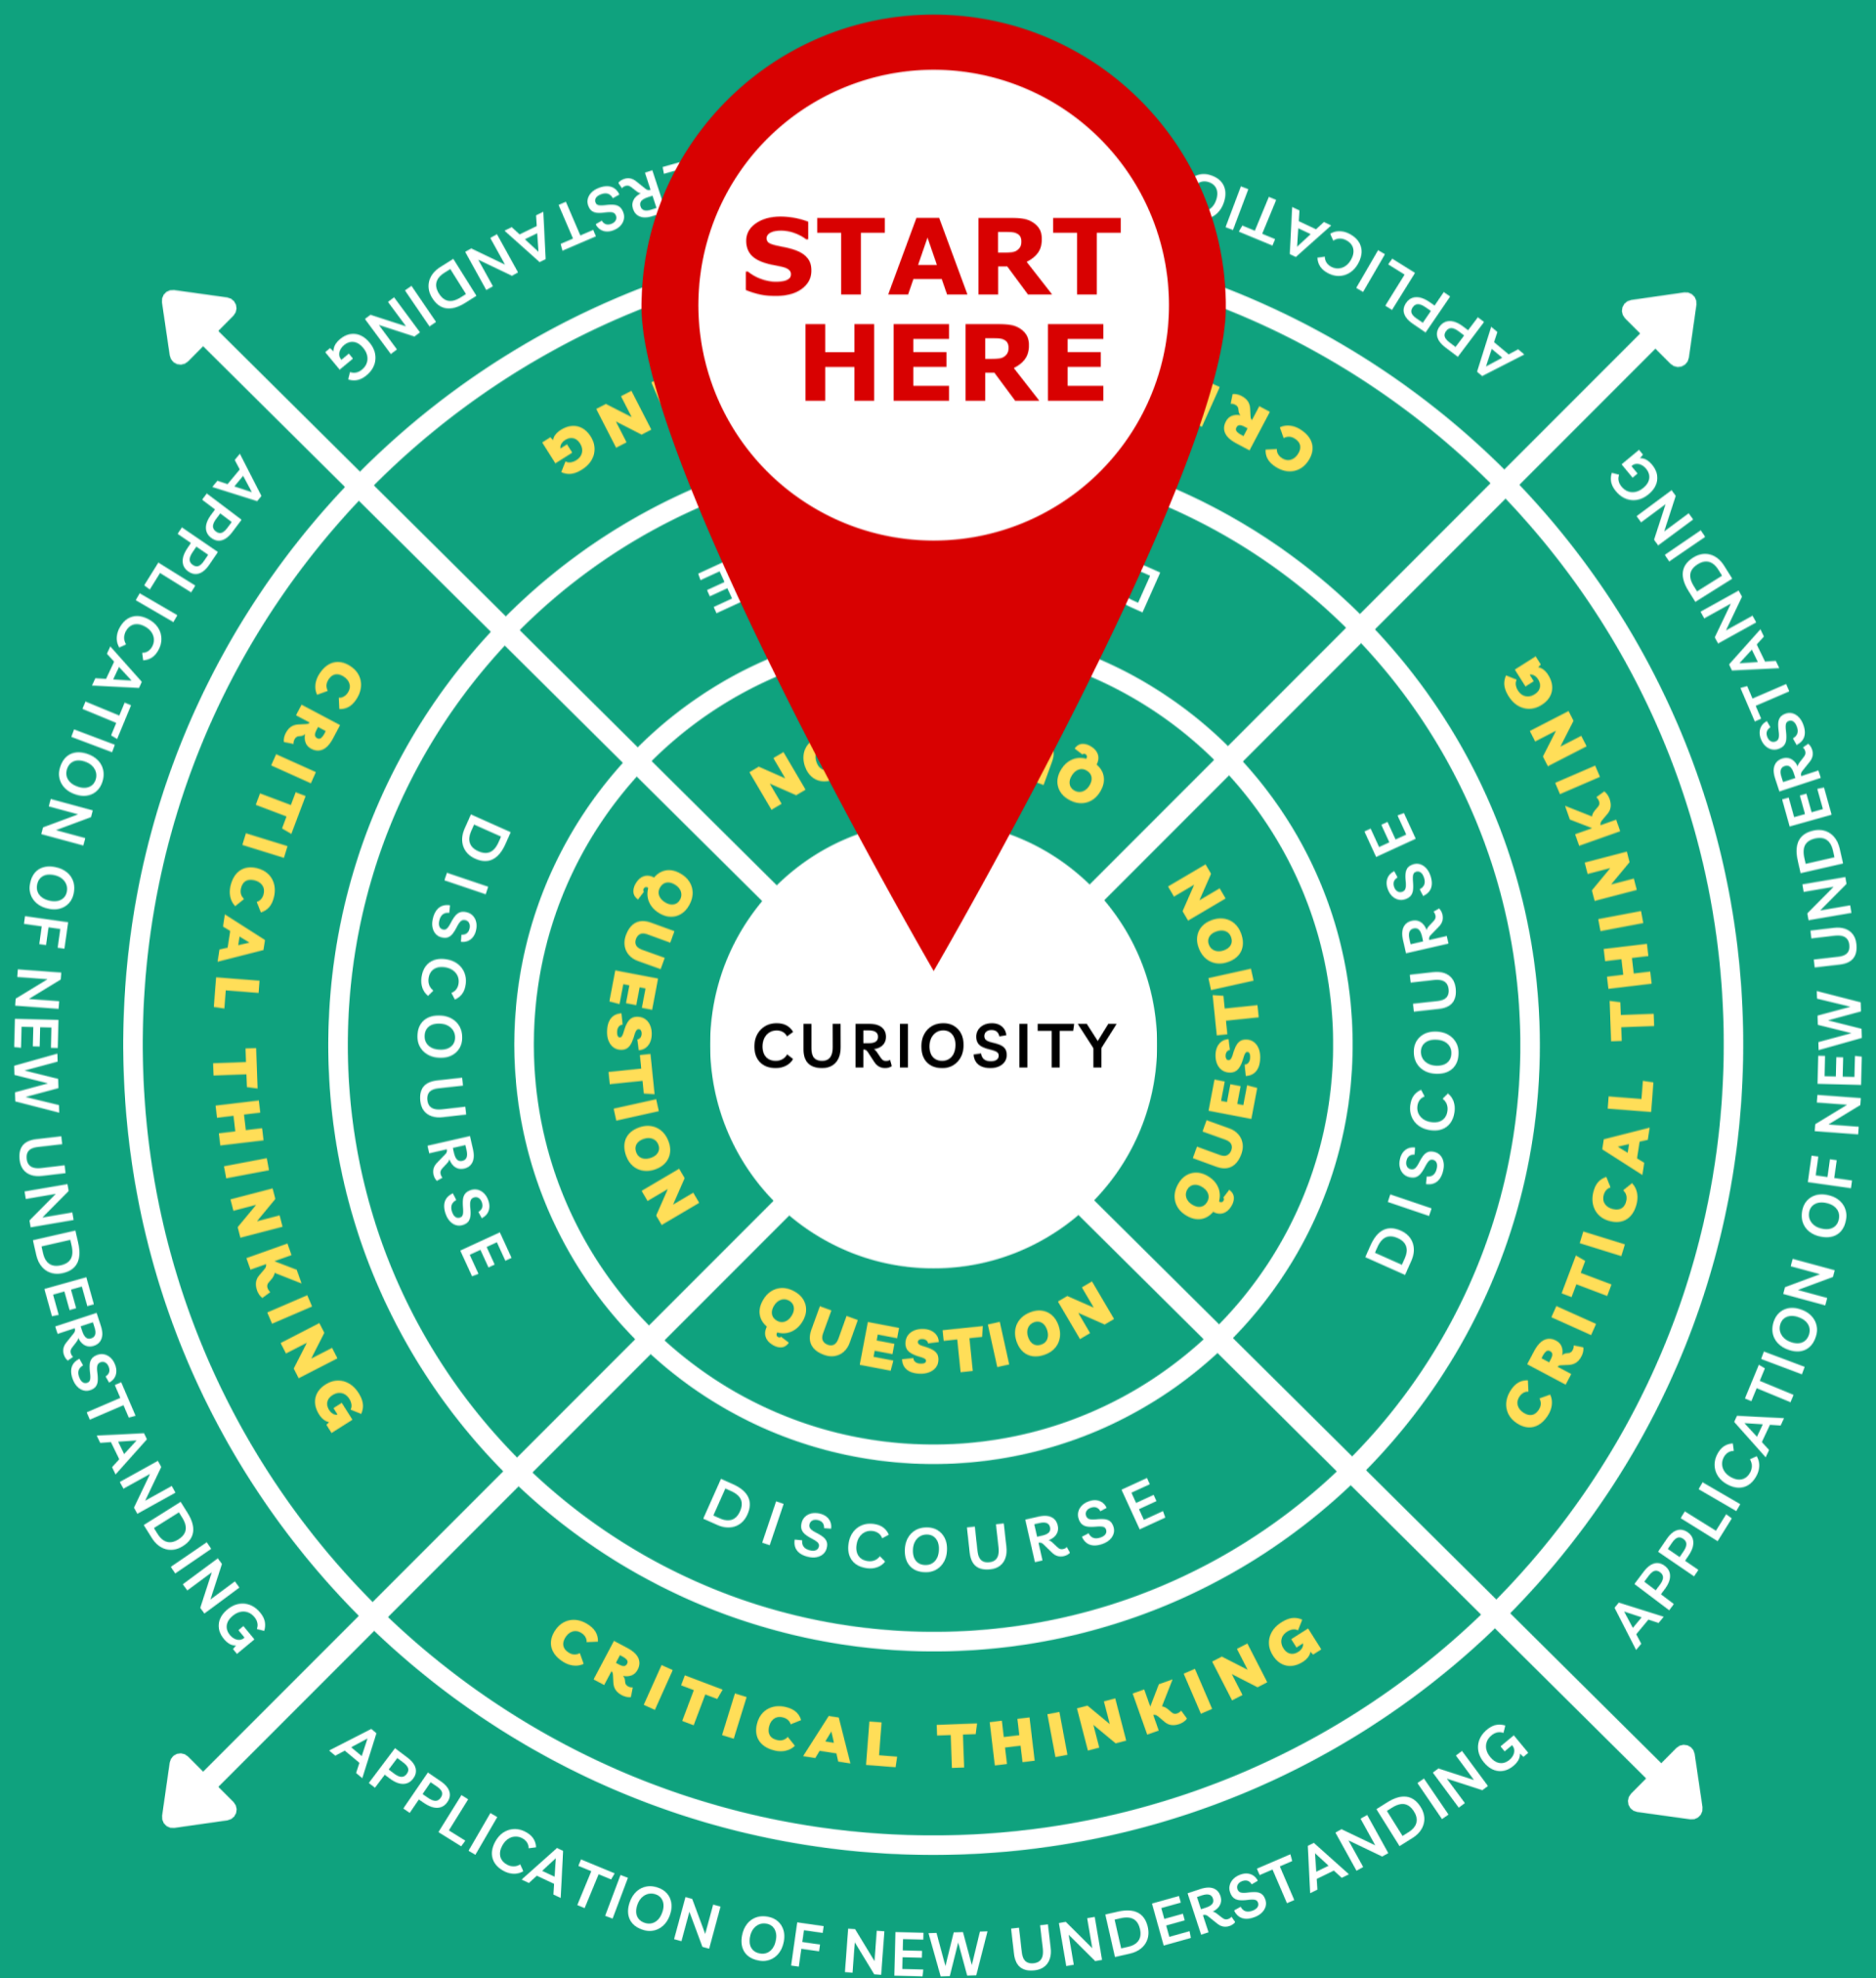 START
HERE
APPLICATION OF NEW UNDERSTANDING
CRITICAL THINKING
DISCOURSE
QUESTION
CURIOSITY
QUESTION
DISCOURSE
CRITICAL THINKING
APPLICATION OF NEW UNDERSTANDING
QUESTION
DISCOURSE
CRITICAL THINKING
APPLICATION OF NEW UNDERSTANDING